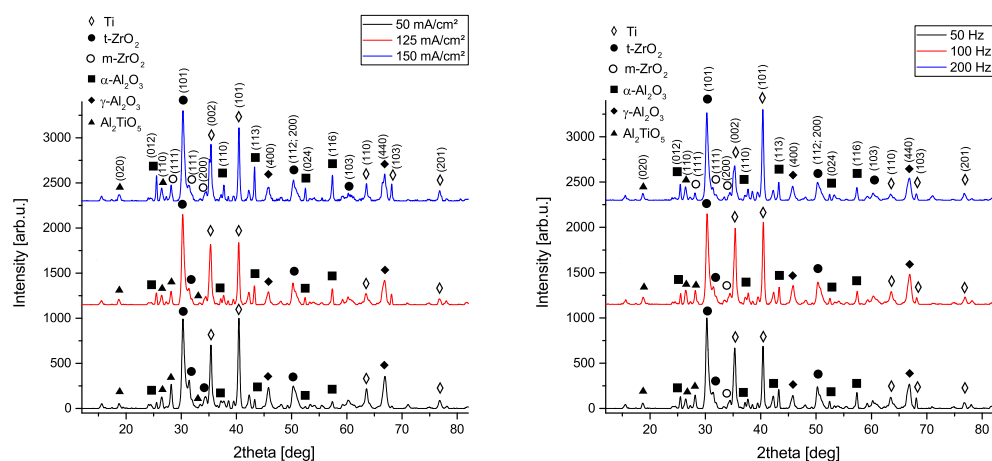 Ti
t-ZrO₂
m-ZrO₂
α-Al₂O₃
γ-Al₂O₃
Al₂TiO₅
50 mA/cm²
125 mA/cm²
150 mA/cm²
(020)
(012)
(110)
(111)
(101)
(111)
(200)
(002)
(110)
(101)
(113)
(400)
(112; 200)
(024)
(116)
(103)
(110)
(440)
(103)
(201)
3000
2500
1750
1250
1000
500
0
Intensity [arb.u.]
20 30 40 50 60 70 80
2theta [deg]
Ti
t-ZrO₂
m-ZrO₂
α-Al₂O₃
γ-Al₂O₃
Al₂TiO₅
50 Hz
100 Hz
200 Hz
(020)
(012)
(110)
(111)
(101)
(111)
(200)
(002)
(110)
(101)
(113)
(400)
(112; 200)
(024)
(116)
(103)
(110)
(440)
(103)
(201)
3000
2500
1750
1250
1000
500
0
Intensity [arb.u.]
20 30 40 50 60 70 80
2theta [deg]